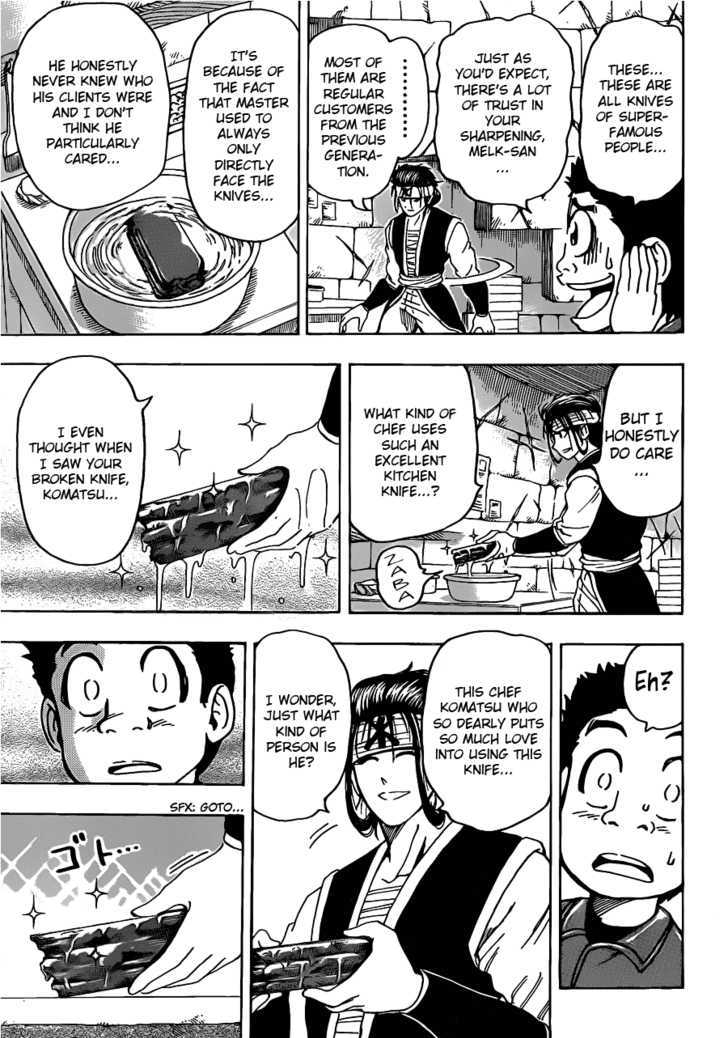 THESE...
THESE ARE
ALL KNIVES
OF SUPER-
FAMOUS
PEOPLE...
JUST AS
YOU'D EXPECT,
THERE'S A LOT
OF TRUST IN
YOUR
SHARPENING,
MELK-SAN
...
..........
MOST OF
THEM ARE
REGULAR
CUSTOMERS
FROM THE
PREVIOUS
GENERA-
TION.
IT'S
BECAUSE OF
THE FACT
THAT MASTER
USED TO
ALWAYS
ONLY
DIRECTLY
FACE THE
KNIVES...
HE HONESTLY
NEVER KNEW WHO
HIS CLIENTS WERE
AND I DON'T
THINK HE
PARTICULARLY
CARED...
BUT I
HONESTLY
DO CARE
...
WHAT KIND OF
CHEF USES
SUCH AN
EXCELLENT
KITCHEN
KNIFE...?
ZABA
I EVEN
THOUGHT WHEN
I SAW YOUR
BROKEN KNIFE,
KOMATSU...
EH?
THIS CHEF
KOMATSU WHO
SO DEARLY PUTS
SO MUCH LOVE
INTO USING THIS
KNIFE...
I WONDER,
JUST WHAT
KIND OF
PERSON IS
HE?
SFX: GOTO...
ゴト...